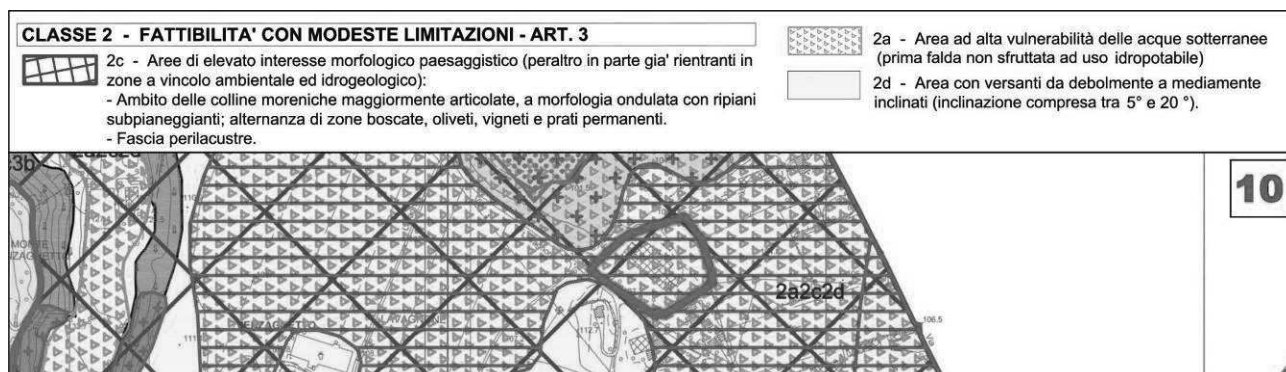 CLASSE 2 - FATTIBILITA' CON MODESTE LIMITAZIONI - ART. 3
2c - Aree di elevato interesse morfologico paesaggistico (peraltro in parte gia' rientranti in
zone a vincolo ambientale ed idrogeologico):
- Ambito delle colline moreniche maggiormente articolate, a morfologia ondulata con ripiani
subpianeggianti; alternanza di zone boscate, oliveti, vigneti e prati permanenti.
- Fascia perilacustre.
2a - Area ad alta vulnerabilità delle acque sotterranee
(prima falda non sfruttata ad uso idropotabile)
2d - Area con versanti da debolmente a mediamente
inclinati (inclinazione compresa tra 5° e 20 °).
10
2a2c2d
MONTE
112.7
106.5